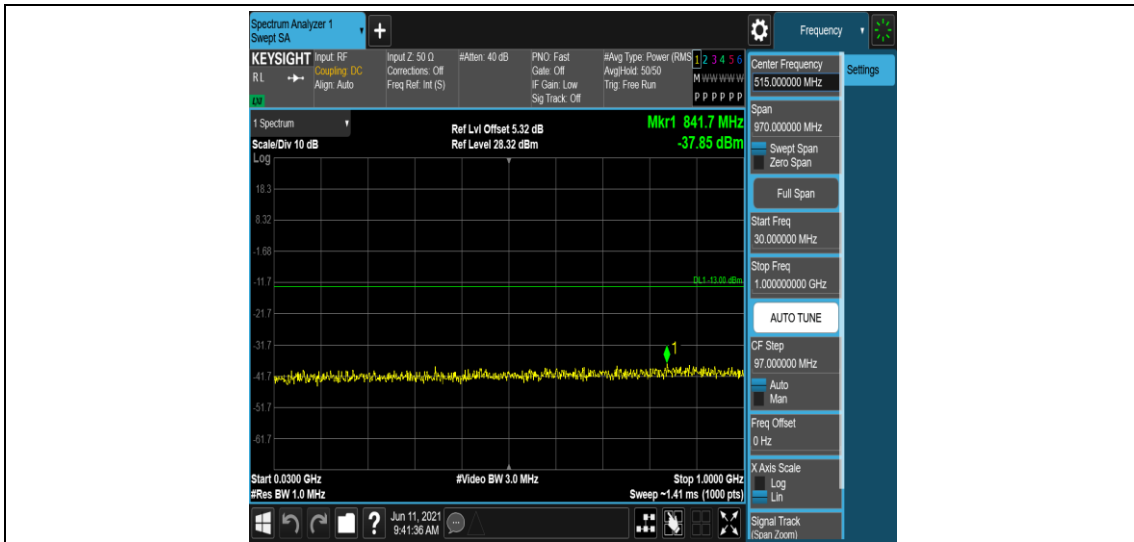 Spectrum Analyzer 1
Swept SA
+
Frequency
KEYSIGHT
RL
LXI
Input: RF
Coupling: DC
Align: Auto
Input Z: 50 Ω
Corrections: Off
Freq Ref: Int (S)
#Atten: 40 dB
PNO: Fast
Gate: Off
IF Gain: Low
Sig Track: Off
#Avg Type: Power (RMS
Avg|Hold: 50/50
Trig: Free Run
1 2 3 4 5 6
M W W W W W
P P P P P P
1 Spectrum
Scale/Div 10 dB
Log
Ref Lvl Offset 5.32 dB
Ref Level 28.32 dBm
Mkr1 841.7 MHz
-37.85 dBm
18.3
8.32
-1.68
-11.7
-21.7
-31.7
-41.7
-51.7
-61.7
DL1 -13.00 dBm
1
Start 0.0300 GHz
#Res BW 1.0 MHz
#Video BW 3.0 MHz
Stop 1.0000 GHz
Sweep ~1.41 ms (1000 pts)
?
Jun 11, 2021
9:41:36 AM
Center Frequency
515.000000 MHz
Settings
Span
970.000000 MHz
Swept Span
Zero Span
Full Span
Start Freq
30.000000 MHz
Stop Freq
1.000000000 GHz
AUTO TUNE
CF Step
97.000000 MHz
Auto
Man
Freq Offset
0 Hz
X Axis Scale
Log
Lin
Signal Track
(Span Zoom)